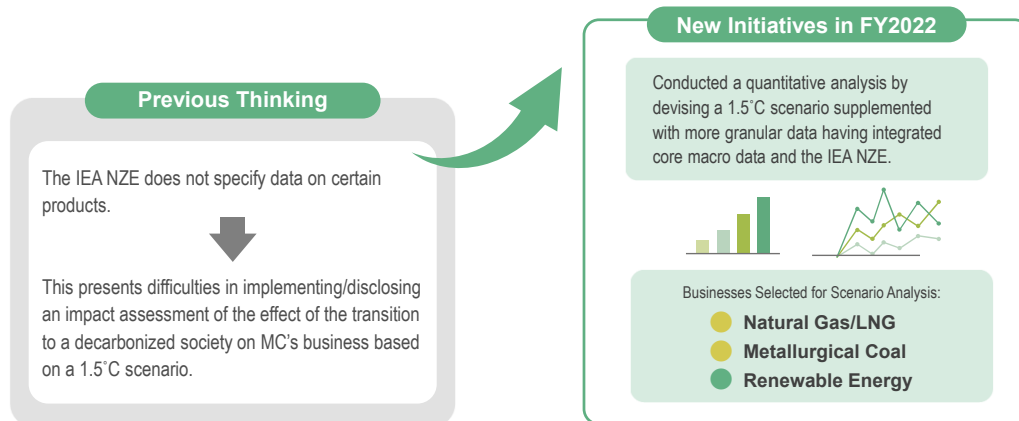 Previous Thinking
The IEA NZE does not specify data on certain
products.
This presents difficulties in implementing/disclosing
an impact assessment of the effect of the transition
to a decarbonized society on MC's business based
on a 1.5˚C scenario.
New Initiatives in FY2022
Conducted a quantitative analysis by
devising a 1.5˚C scenario supplemented
with more granular data having integrated
core macro data and the IEA NZE.
Businesses Selected for Scenario Analysis:
Natural Gas/LNG
Metallurgical Coal
Renewable Energy